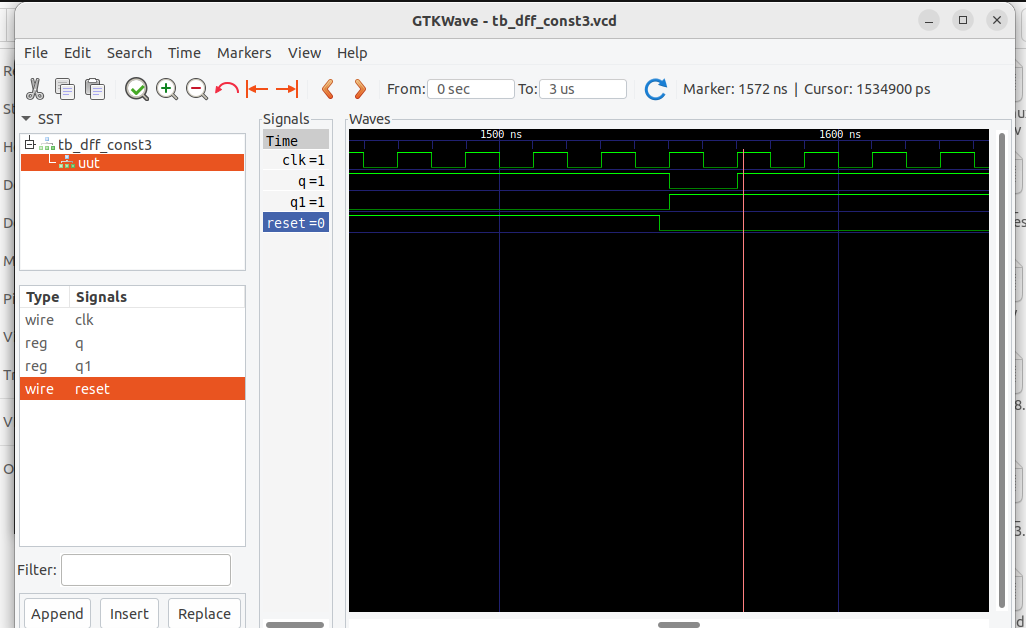 GTKWave - tb_dff_const3.vcd
File Edit Search Time Markers View Help
From: 0 sec To: 3 us Marker: 1572 ns | Cursor: 1534900 ps
SST
tb_dff_const3
uut
Type Signals
wire clk
reg q
reg q1
wire reset
Filter:
Append Insert Replace
Signals
Time
clk=1
q=1
q1=1
reset=0
Waves
1500 ns 1600 ns